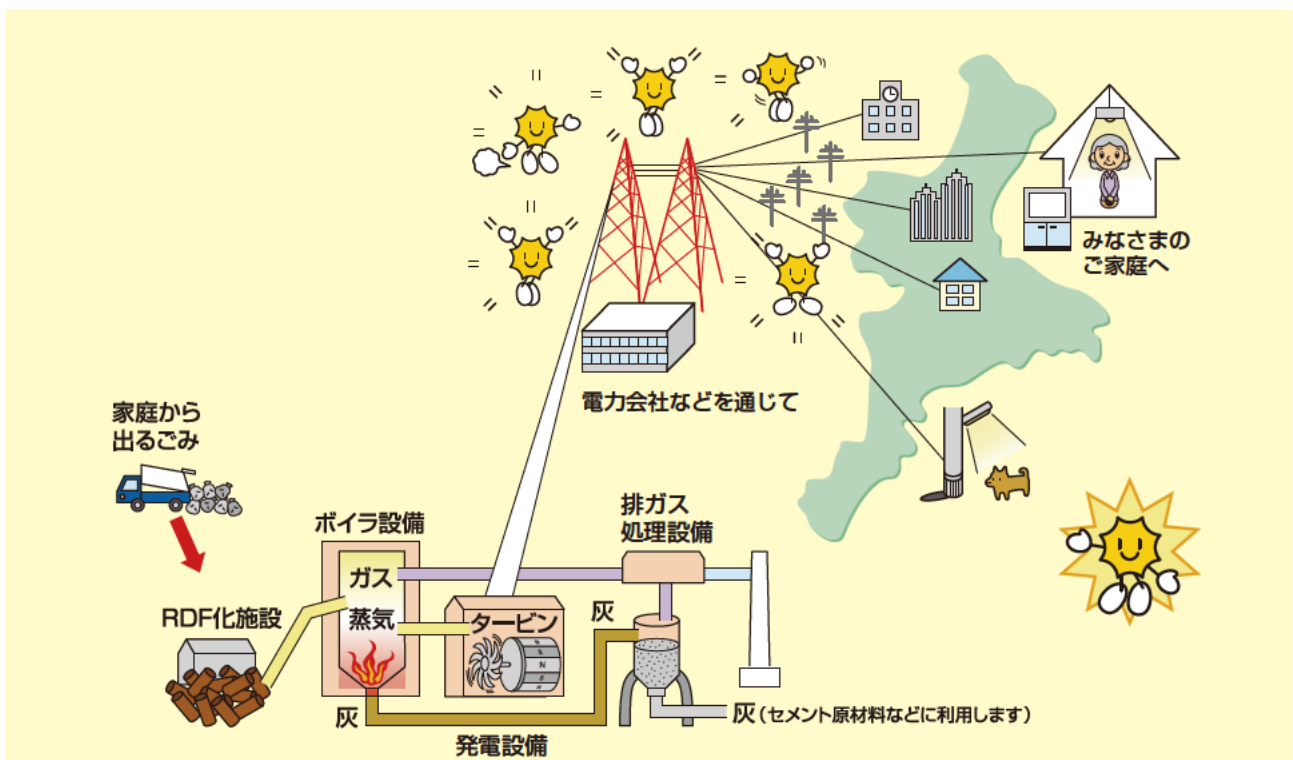 みなさまの
ご家庭へ
電力会社などを通じて
家庭から
出るごみ
排ガス
処理設備
ボイラ設備
ガス
蒸気
RDF化施設
タービン
灰
灰
灰(セメント原材料などに利用します)
発電設備